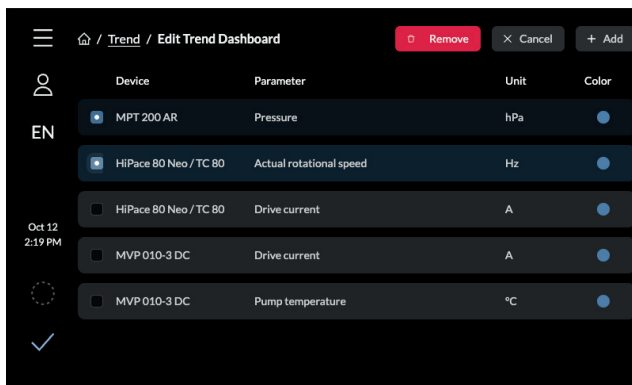 / Trend / Edit Trend Dashboard Remove Cancel + Add
Device Parameter Unit Color
MPT 200 AR Pressure hPa
EN
HiPace 80 Neo / TC 80 Actual rotational speed Hz
HiPace 80 Neo / TC 80 Drive current A
Oct 12
2:19 PM
MVP 010-3 DC Drive current A
MVP 010-3 DC Pump temperature °C